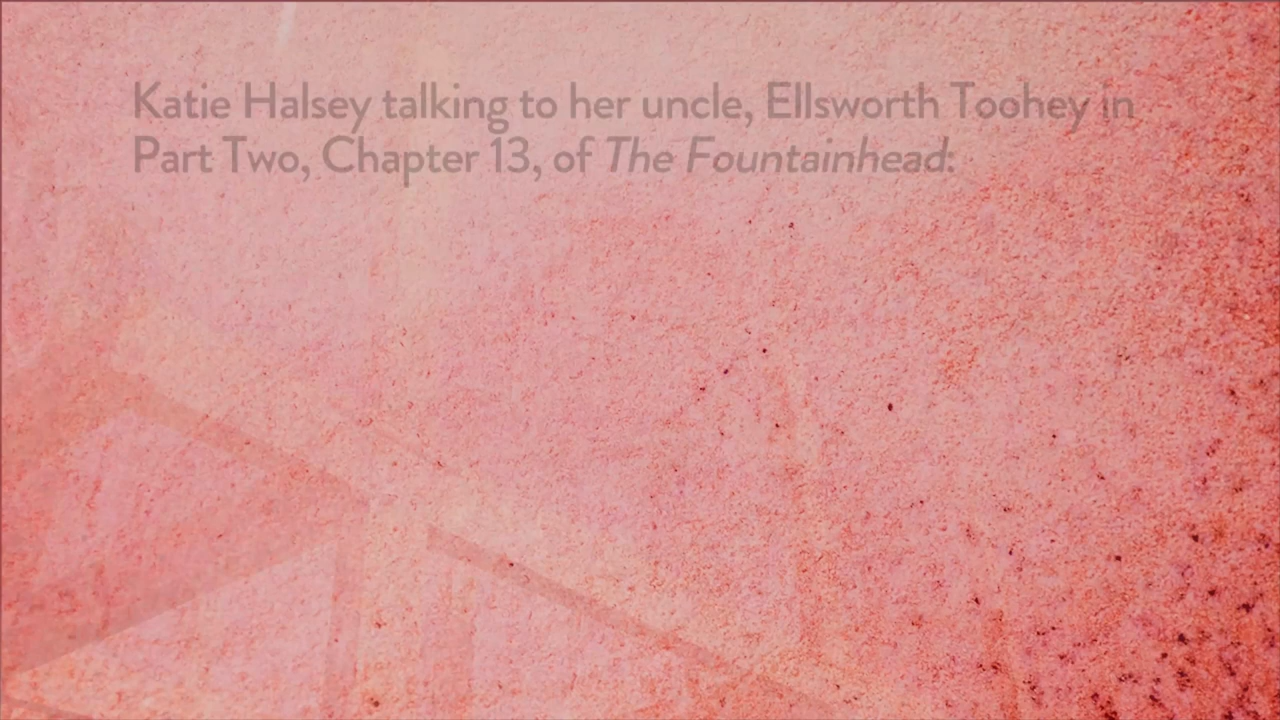 Katie Halsey talking to her uncle, Ellsworth Toohey in
Part Two, Chapter 13, of The Fountainhead: